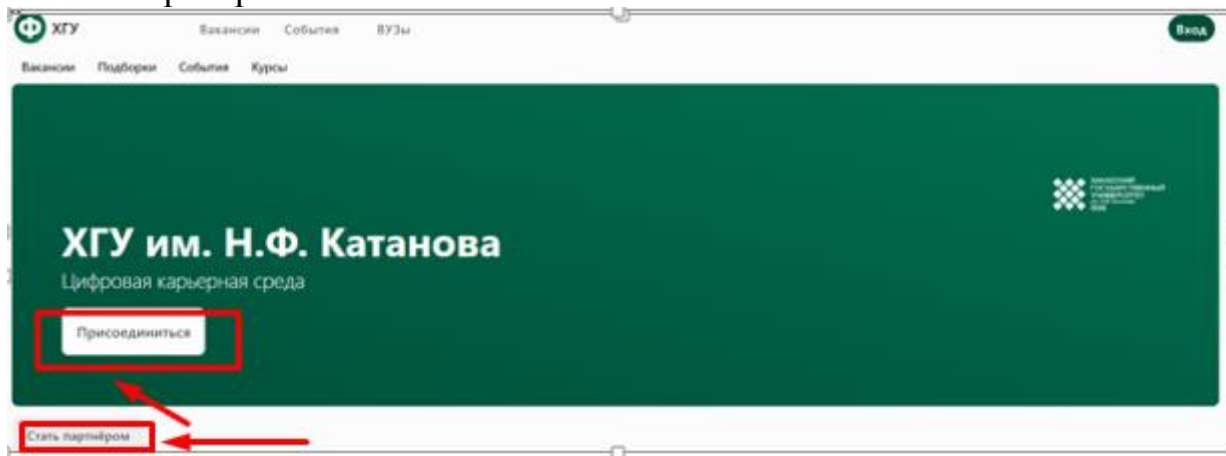 Ф ХГУ Вакансии События ВУЗы Вход
Вакансии Подборки События Курсы
ХГУ им. Н.Ф. Катанова
Цифровая карьерная среда
Присоединиться
Стать партнёром